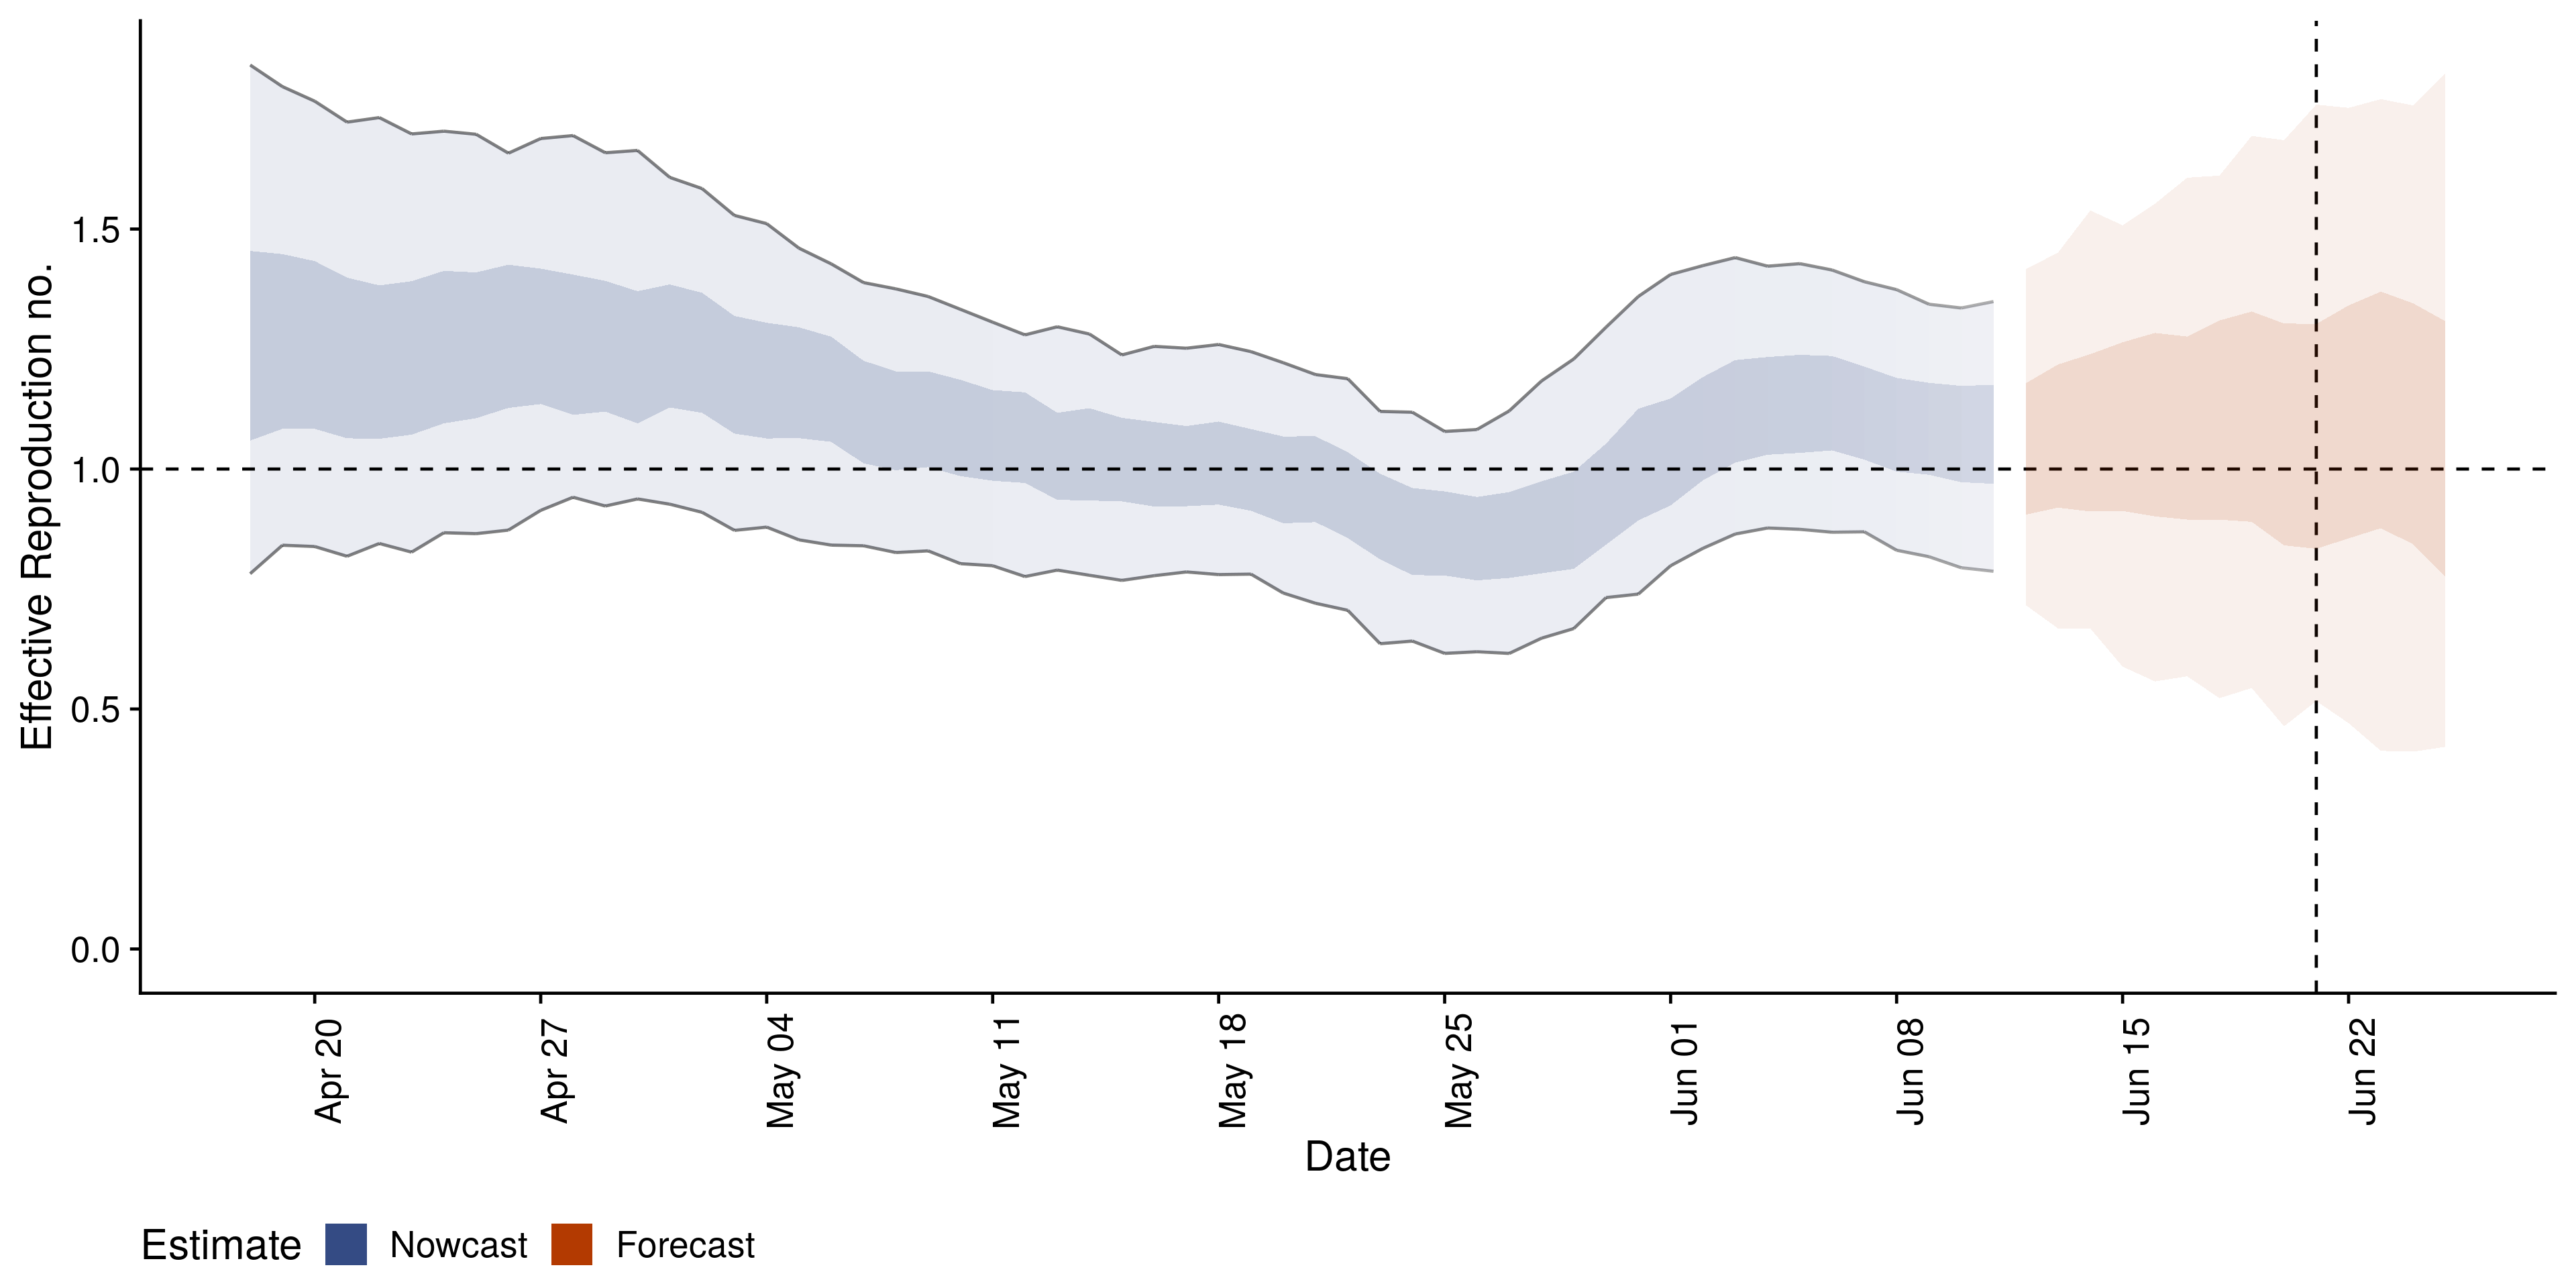 Effective Reproduction no.
1.5
1.0
0.5
0.0
Apr 20
Apr 27
May 04
May 11
May 18
May 25
Jun 01
Jun 08
Jun 15
Jun 22
Date
Estimate Nowcast Forecast